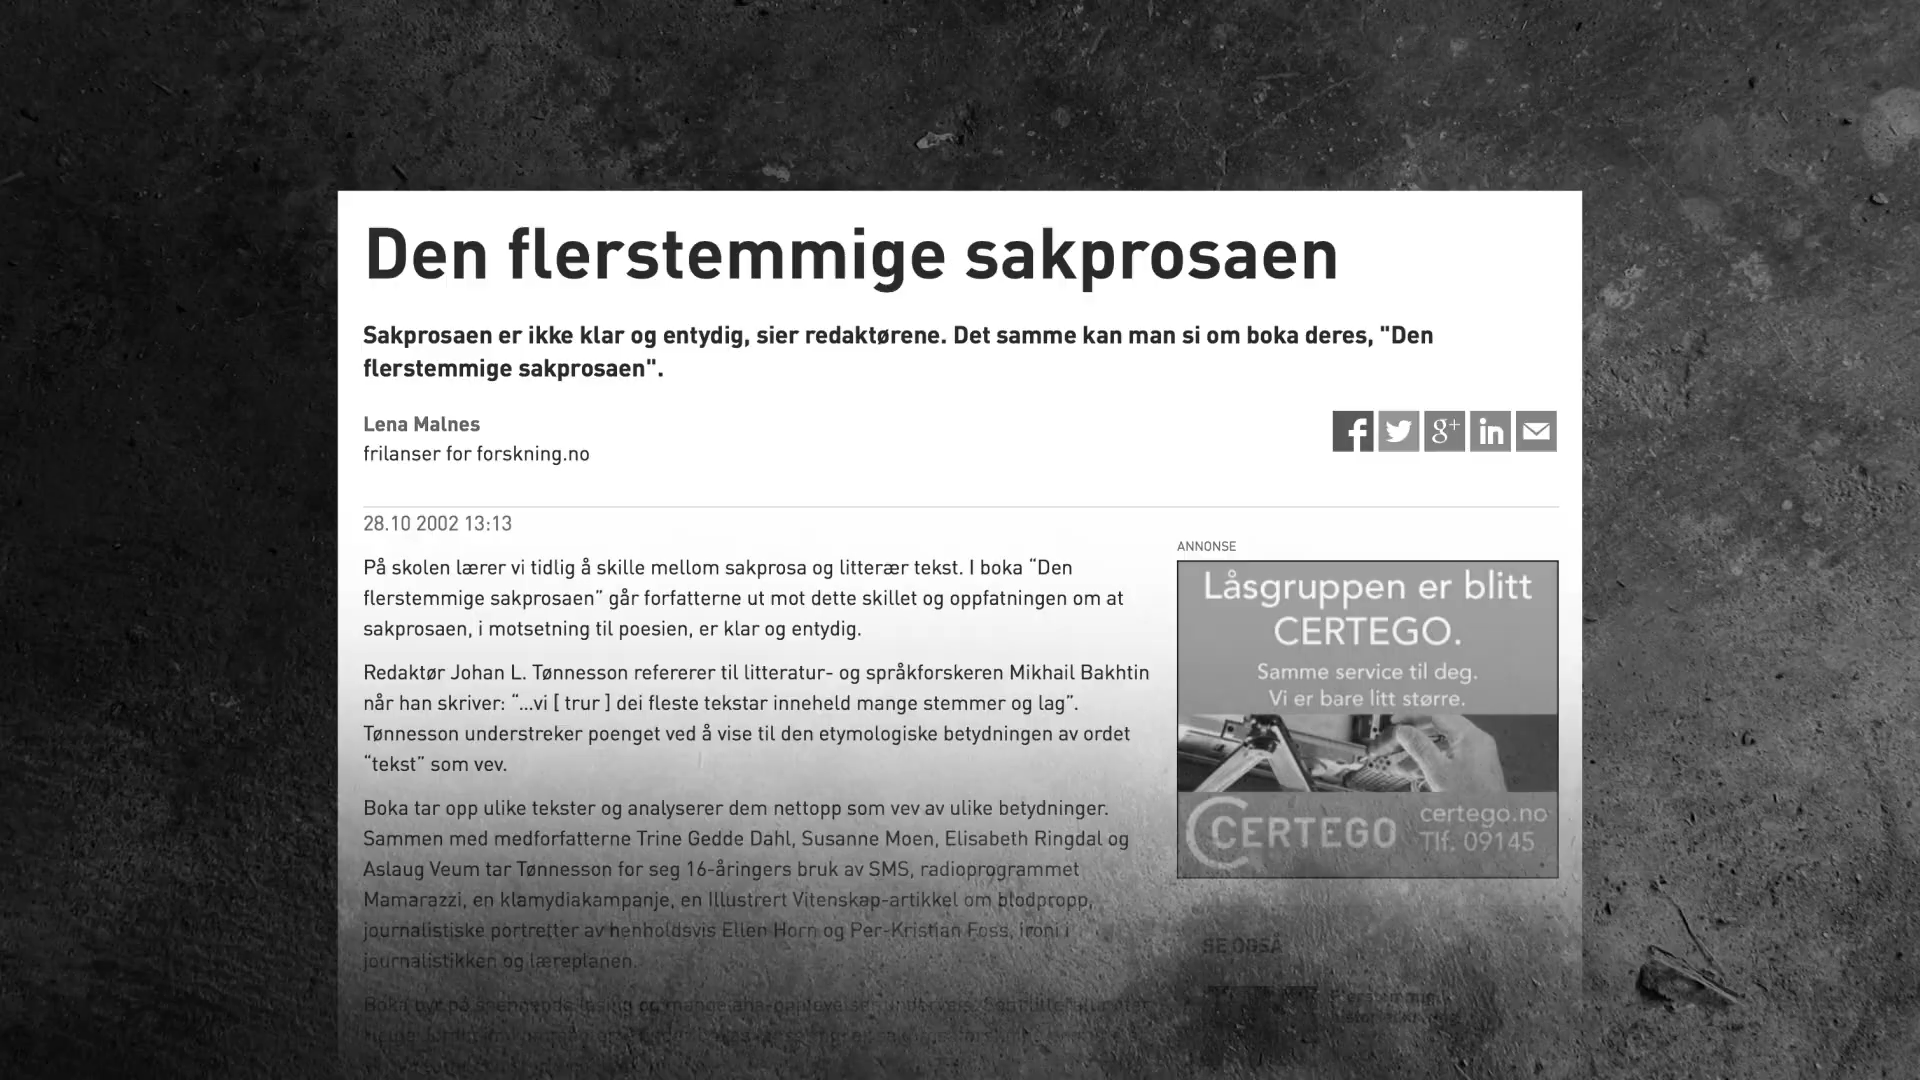 Den flerstemmige sakprosaen
Sakprosaen er ikke klar og entydig, sier redaktørene. Det samme kan man si om boka deres, "Den
flerstemmige sakprosaen".
Lena Malnes
frilanser for forskning.no
28.10 2002 13:13
På skolen lærer vi tidlig å skille mellom sakprosa og litterær tekst. I boka “Den
flerstemmige sakprosaen” går forfatterne ut mot dette skillet og oppfatningen om at
sakprosaen, i motsetning til poesien, er klar og entydig.
Redaktør Johan L. Tønnesson refererer til litteratur- og språkforskeren Mikhail Bakhtin
når han skriver: “...vi [ trur ] dei fleste tekstar inneheld mange stemmer og lag”.
Tønnesson understreker poenget ved å vise til den etymologiske betydningen av ordet
“tekst” som vev.
Boka tar opp ulike tekster og analyserer dem nettopp som vev av ulike betydninger.
Sammen med medforfatterne Trine Gedde Dahl, Susanne Moen, Elisabeth Ringdal og
Aslaug Veum tar Tønnesson for seg 16-åringers bruk av SMS, radioprogrammet
Mamarazzi, en klamydiakampanje, en Illustrert Vitenskap-artikkel om blodpropp,
journalistiske portretter av henholdsvis Ellen Horn og Per-Kristian Foss, ironi i
journalistikken og læreplanen.
Boka byr på spennende
ANNONSE
Låsgruppen er blitt
CERTEGO.
Samme service til deg.
Vi er bare litt større.
CERTEGO
certego.no
Tlf. 09145
SE OGSÅ